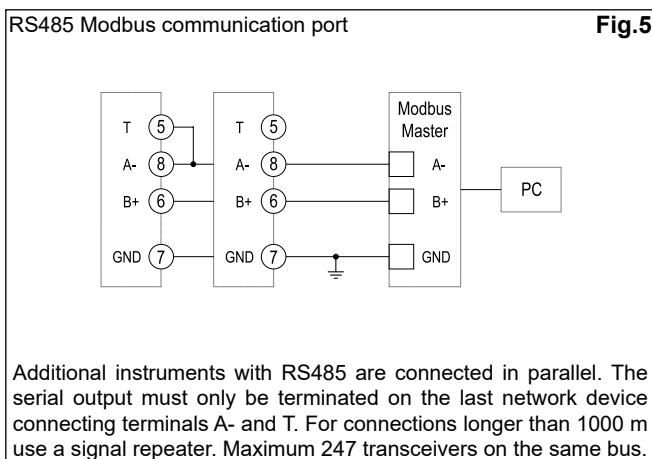 RS485 Modbus communication port
Fig.5
T 5
A- 8
B+ 6
GND 7
T 5
A- 8
B+ 6
GND 7
Modbus
Master
A-
B+
GND
PC
Additional instruments with RS485 are connected in parallel. The
serial output must only be terminated on the last network device
connecting terminals A- and T. For connections longer than 1000 m
use a signal repeater. Maximum 247 transceivers on the same bus.